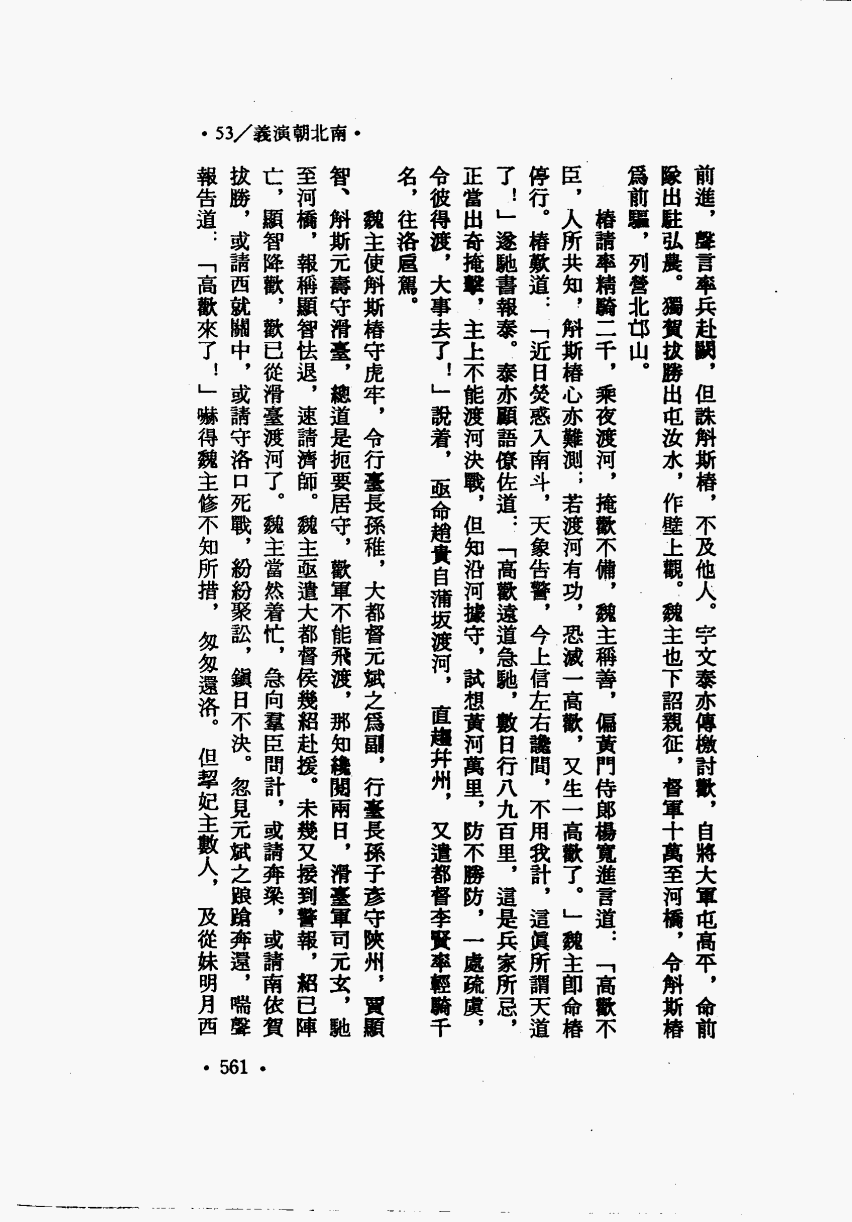 •53/南北朝演義•
前進，聲言率兵赴闕，但誅斛斯椿，不及他人。宇文泰亦傳檄討歡，自將大軍屯高平，命前
隊出駐弘農。獨賀拔勝出屯汝水，作壁上觀。魏主也下詔親征，督軍十萬至河橋，令斛斯椿
爲前驅，列營北邙山。
椿請率精騎二千，乘夜渡河，掩歡不備，魏主稱善，偏黃門侍郎楊寬進言道：「高歡不
臣，人所共知，斛斯椿心亦難測；若渡河有功，恐滅一高歡，又生一高歡了。」魏主卽命椿
停行。椿歎道：「近日熒惑入南斗，天象告警，今上信左右讒間，不用我計，這眞所謂天道
了！」遂馳書報泰。泰亦顧語僚佐道：「高歡遠道急馳，數日行八九百里，這是兵家所忌，
正當出奇掩擊，主上不能渡河決戰，但知沿河據守，試想黃河萬里，防不勝防，一處疏虞，
令彼得渡，大事去了！」說着，亟命趙貴自蒲坂渡河，直趨幷州，又遣都督李賢率輕騎千
名，往洛扈駕。
魏主使斛斯椿守虎牢，令行臺長孫稚，大都督元斌之爲副，行臺長孫子彥守陝州，賈顯
智、斛斯元壽守滑臺，總道是扼要居守，歡軍不能飛渡，那知纔閱兩日，滑臺軍司元玄，馳
至河橋，報稱顯智怯退，速請濟師。魏主亟遣大都督侯幾紹赴援。未幾又接到警報，紹已陣
亡，顯智降歡，歡已從滑臺渡河了。魏主當然着忙，急向羣臣問計，或請奔梁，或請南依賀
拔勝，或請西就關中，或請守洛口死戰，紛紛聚訟，鎭日不決。忽見元斌之踉蹌奔還，喘聲
報告道：「高歡來了！」嚇得魏主修不知所措，匆匆還洛。但挈妃主數人，及從妹明月西
•561•